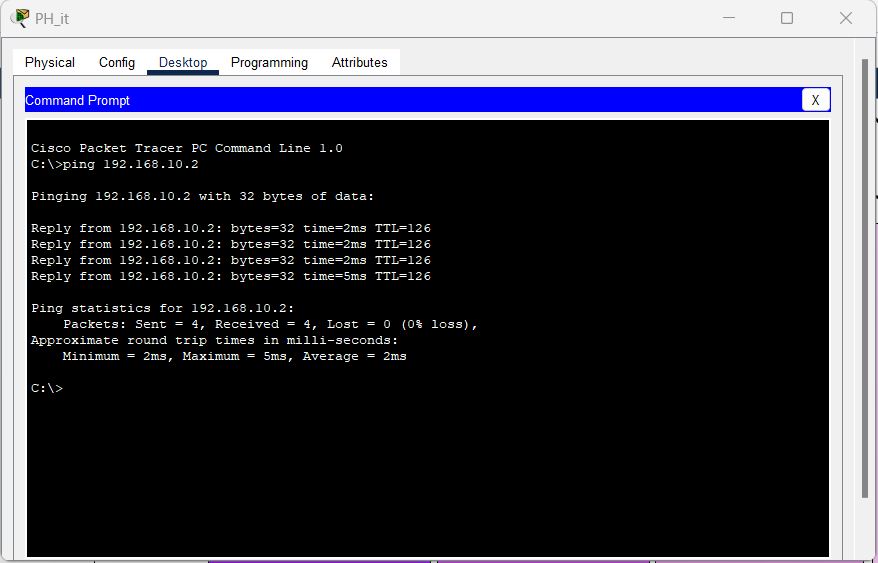 PH_it
Physical Config Desktop Programming Attributes
Command Prompt X
Cisco Packet Tracer PC Command Line 1.0
C:\>ping 192.168.10.2
Pinging 192.168.10.2 with 32 bytes of data:
Reply from 192.168.10.2: bytes=32 time=2ms TTL=126
Reply from 192.168.10.2: bytes=32 time=2ms TTL=126
Reply from 192.168.10.2: bytes=32 time=2ms TTL=126
Reply from 192.168.10.2: bytes=32 time=5ms TTL=126
Ping statistics for 192.168.10.2:
    Packets: Sent = 4, Received = 4, Lost = 0 (0% loss),
Approximate round trip times in milli-seconds:
    Minimum = 2ms, Maximum = 5ms, Average = 2ms
C:\>